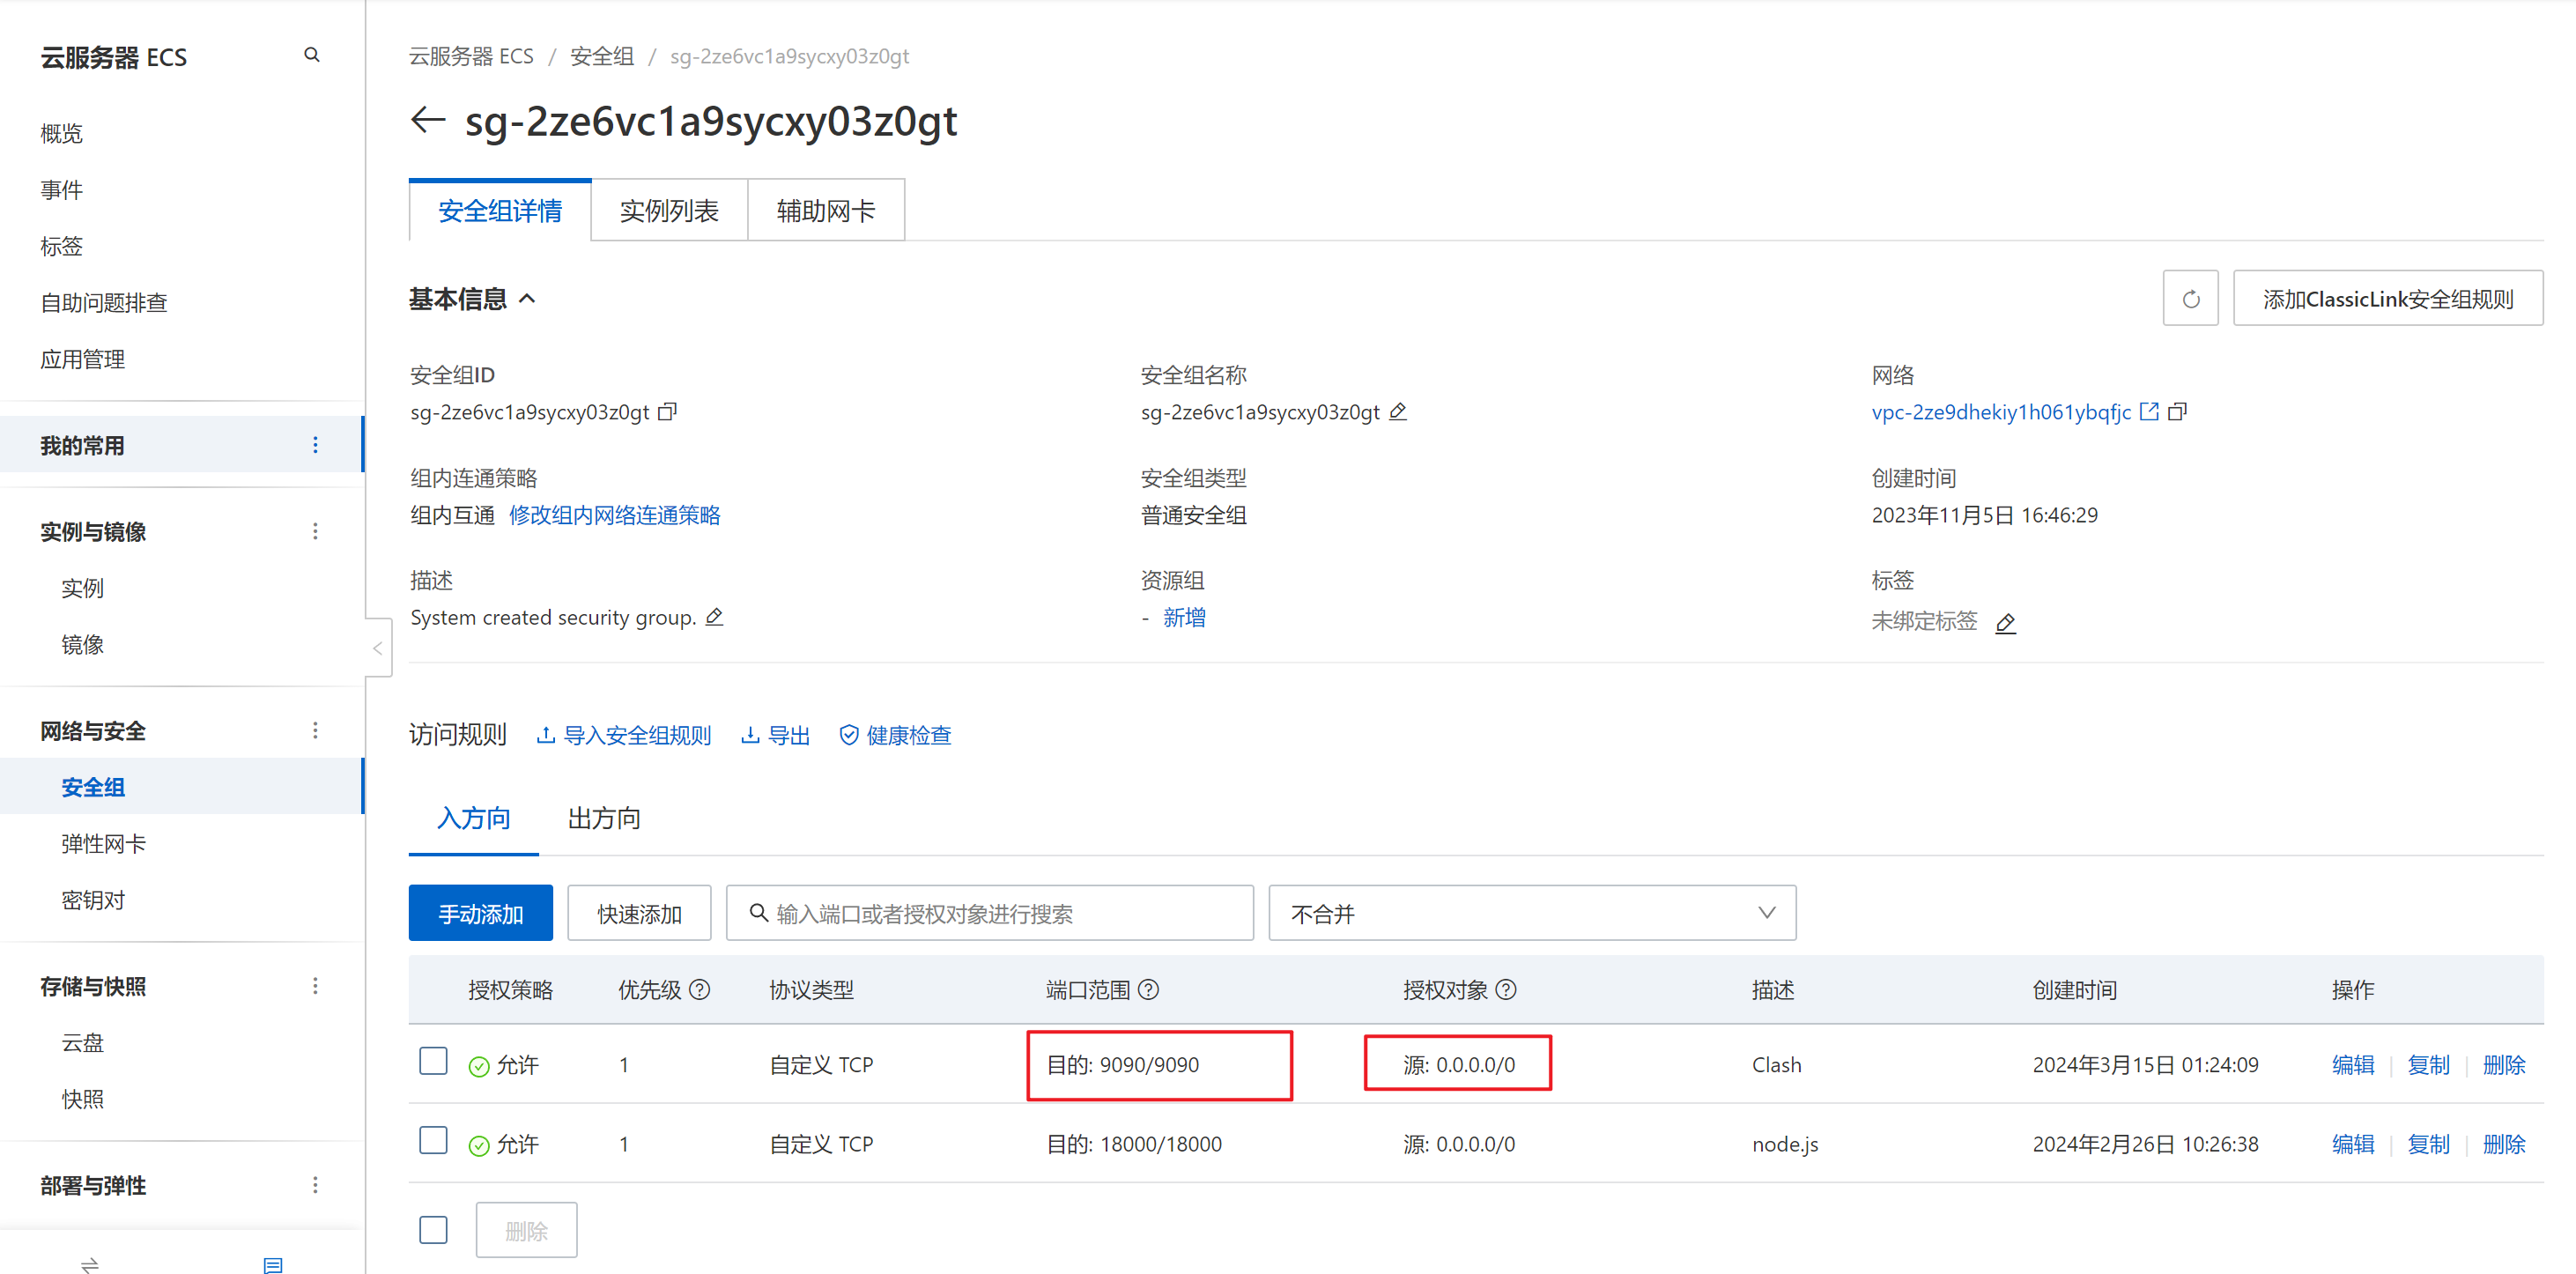 云服务器 ECS
概览
事件
标签
自助问题排查
应用管理
我的常用
实例与镜像
实例
镜像
网络与安全
安全组
弹性网卡
密钥对
存储与快照
云盘
快照
部署与弹性
云服务器 ECS / 安全组 / sg-2ze6vc1a9sycxy03z0gt
sg-2ze6vc1a9sycxy03z0gt
安全组详情 实例列表 辅助网卡
基本信息 添加ClassicLink安全组规则
安全组ID 安全组名称 网络
sg-2ze6vc1a9sycxy03z0gt sg-2ze6vc1a9sycxy03z0gt vpc-2ze9dhekiy1h061ybqfjc
组内连通策略 安全组类型 创建时间
组内互通 修改组内网络连通策略 普通安全组 2023年11月5日 16:46:29
描述 资源组 标签
System created security group. - 新增 未绑定标签
访问规则 导入安全组规则 导出 健康检查
入方向 出方向
手动添加 快速添加 输入端口或者授权对象进行搜索 不合并
授权策略 优先级 协议类型 端口范围 授权对象 描述 创建时间 操作
允许 1 自定义 TCP 目的: 9090/9090 源: 0.0.0.0/0 Clash 2024年3月15日 01:24:09 编辑 | 复制 | 删除
允许 1 自定义 TCP 目的: 18000/18000 源: 0.0.0.0/0 node.js 2024年2月26日 10:26:38 编辑 | 复制 | 删除
删除